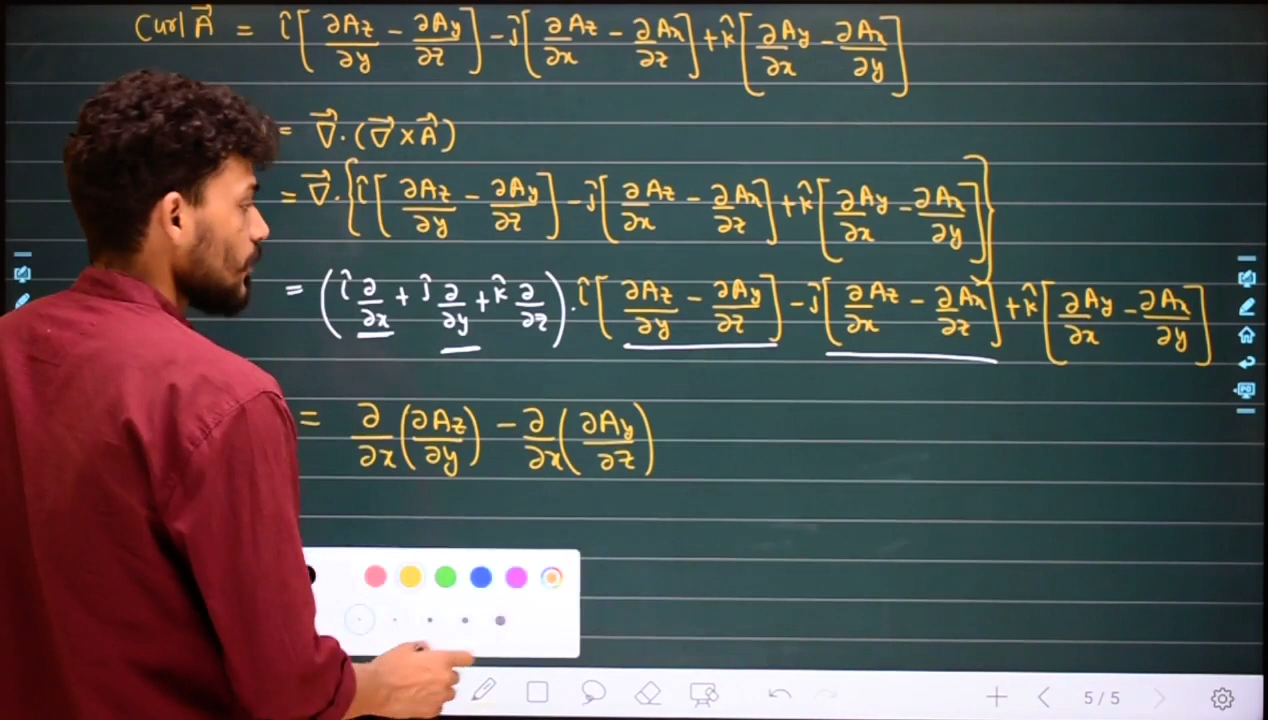 Curl A⃗ = î [ ∂Az/∂y − ∂Ay/∂z ] − ĵ [ ∂Az/∂x − ∂Ax/∂z ] + k̂ [ ∂Ay/∂x − ∂Ax/∂y ]
= ∇⃗ · (∇⃗ × A⃗)
= ∇⃗ · { î [ ∂Az/∂y − ∂Ay/∂z ] − ĵ [ ∂Az/∂x − ∂Ax/∂z ] + k̂ [ ∂Ay/∂x − ∂Ax/∂y ] }
= ( î ∂/∂x + ĵ ∂/∂y + k̂ ∂/∂z ) · î [ ∂Az/∂y − ∂Ay/∂z ] − ĵ [ ∂Az/∂x − ∂Ax/∂z ] + k̂ [ ∂Ay/∂x − ∂Ax/∂y ]
= ∂/∂x ( ∂Az/∂y ) − ∂/∂x ( ∂Ay/∂z )
5 / 5